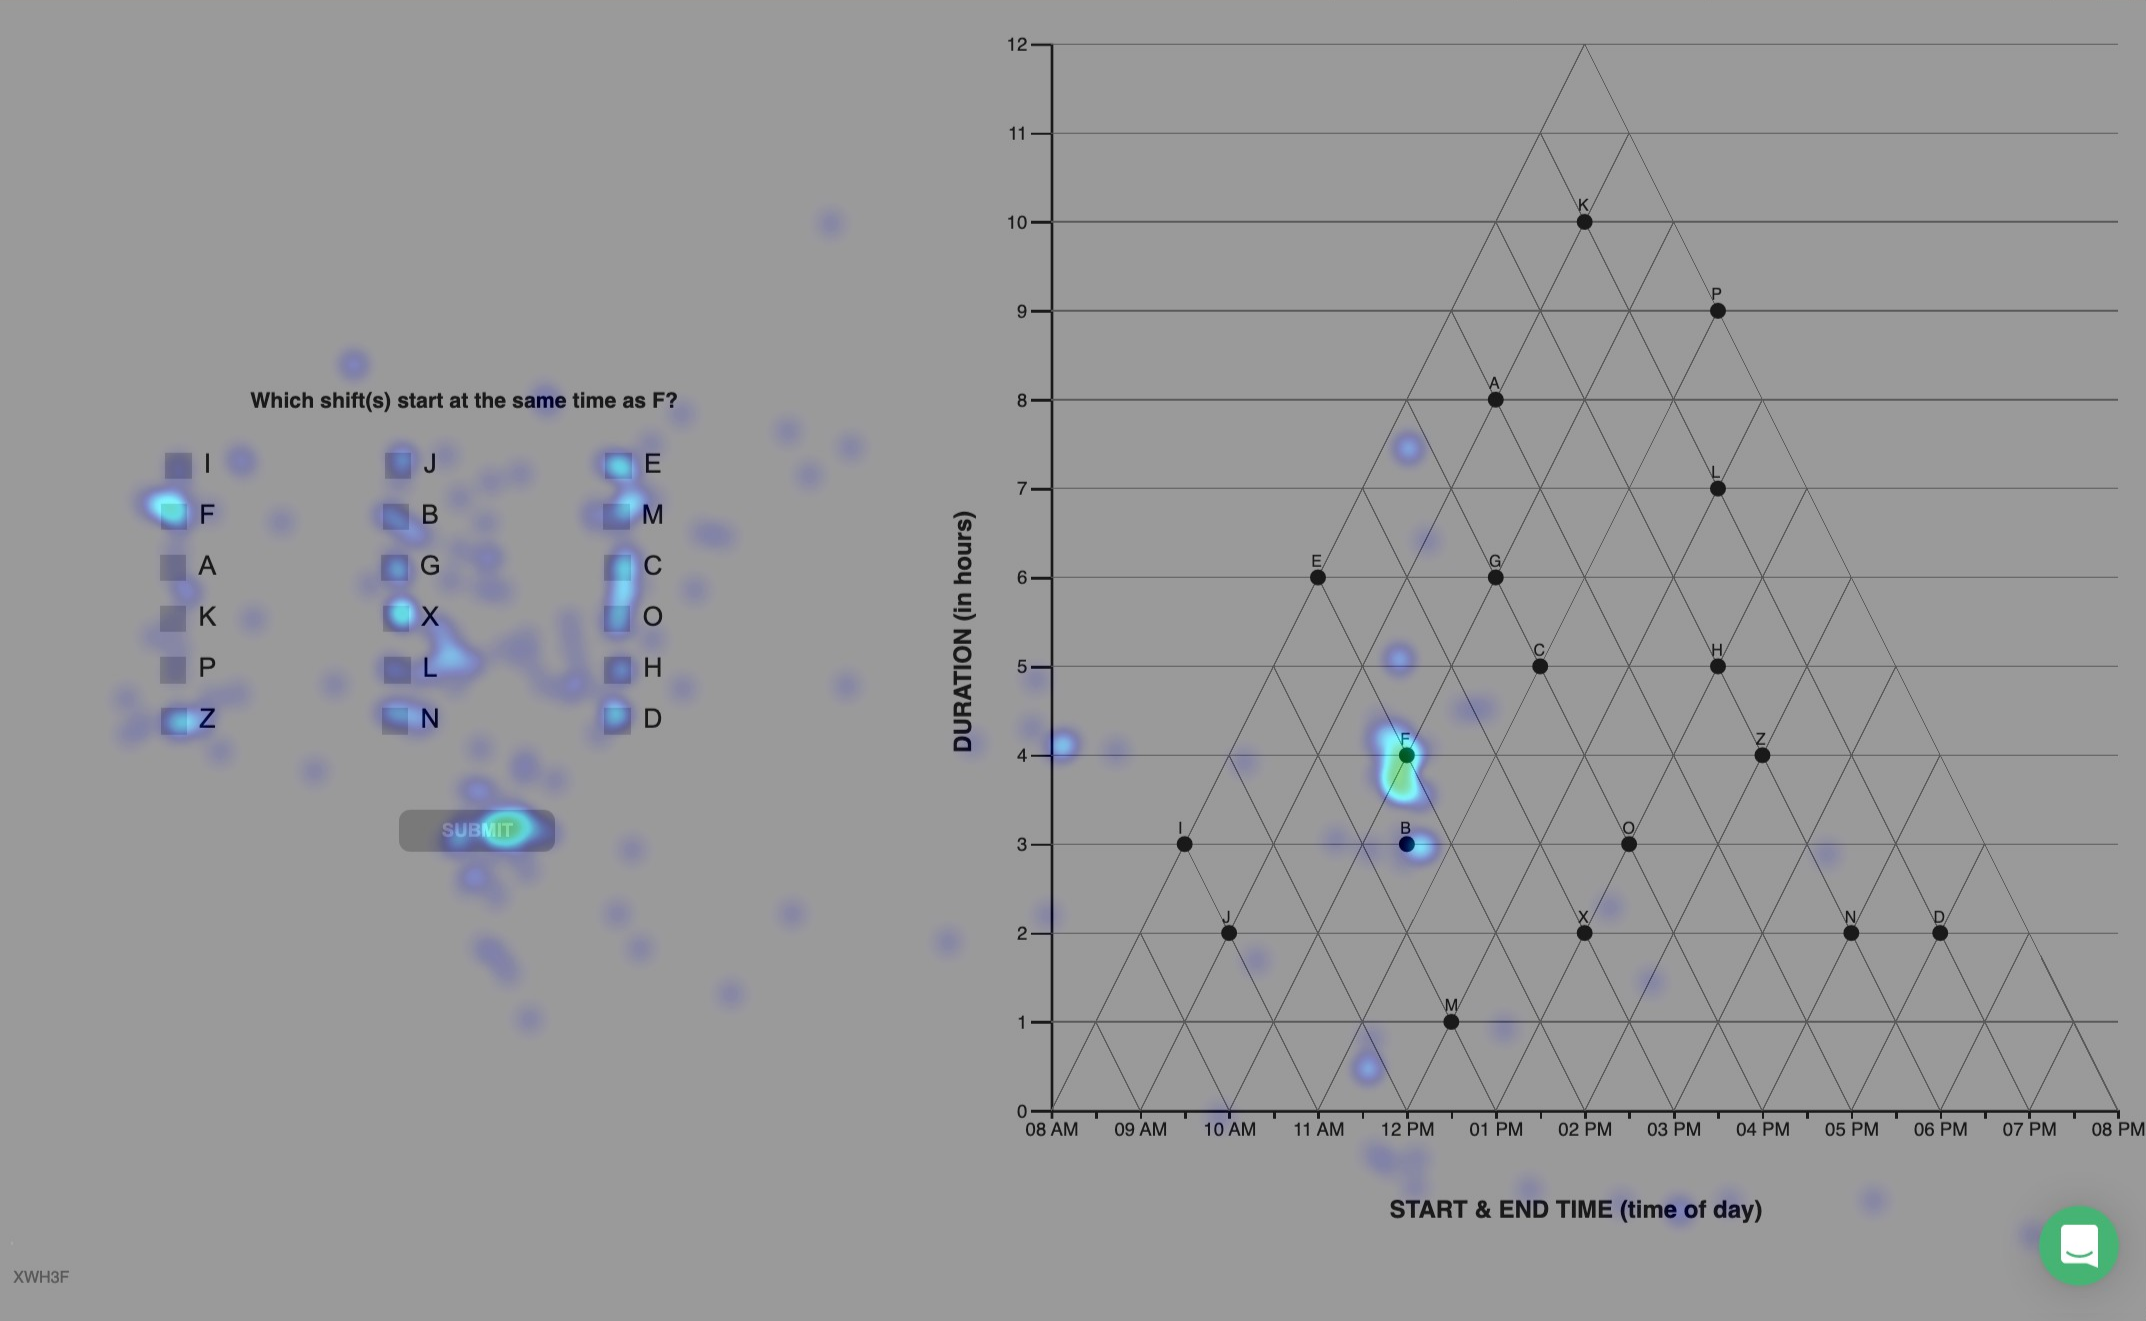 Which shift(s) start at the same time as F?
I J E
F B M
A G C
K X O
P L H
Z N D
SUBMIT
XWH3F
DURATION (in hours)
12
11
10
9
8
7
6
5
4
3
2
1
0
K
P
A
L
E G
C H
F Z
I B O
J X N D
M
08 AM 09 AM 10 AM 11 AM 12 PM 01 PM 02 PM 03 PM 04 PM 05 PM 06 PM 07 PM 08 PM
START & END TIME (time of day)